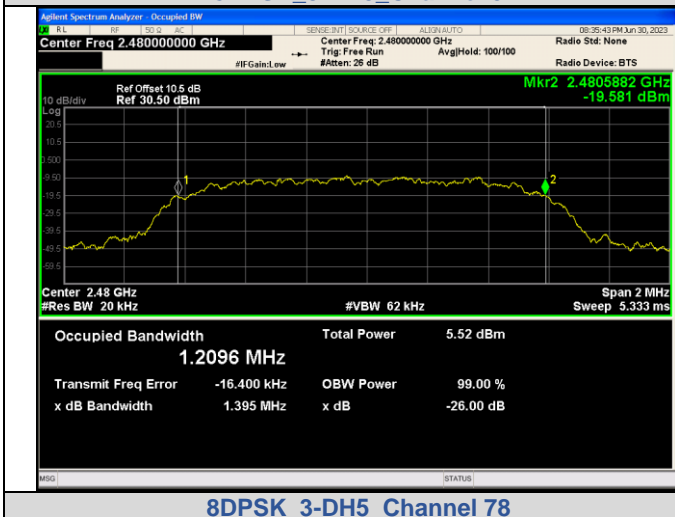 Agilent Spectrum Analyzer - Occupied BW
RL RF 50 Ω AC SENSE:INT SOURCE OFF ALIGN AUTO 08:35:43 PM Jun 30, 2023
Center Freq 2.480000000 GHz Center Freq: 2.480000000 GHz Radio Std: None
Trig: Free Run Avg|Hold: 100/100
#IFGain:Low #Atten: 26 dB Radio Device: BTS
Ref Offset 10.5 dB Mkr2 2.4805882 GHz
10 dB/div Ref 30.50 dBm -19.581 dBm
Log
20.5
10.5
0.500
-9.50
1 2
-19.5
-29.5
-39.5
-49.5
-59.5
Center 2.48 GHz Span 2 MHz
#Res BW 20 kHz #VBW 62 kHz Sweep 5.333 ms
Occupied Bandwidth Total Power 5.52 dBm
1.2096 MHz
Transmit Freq Error -16.400 kHz OBW Power 99.00 %
x dB Bandwidth 1.395 MHz x dB -26.00 dB
MSG STATUS
8DPSK_3-DH5_Channel 78